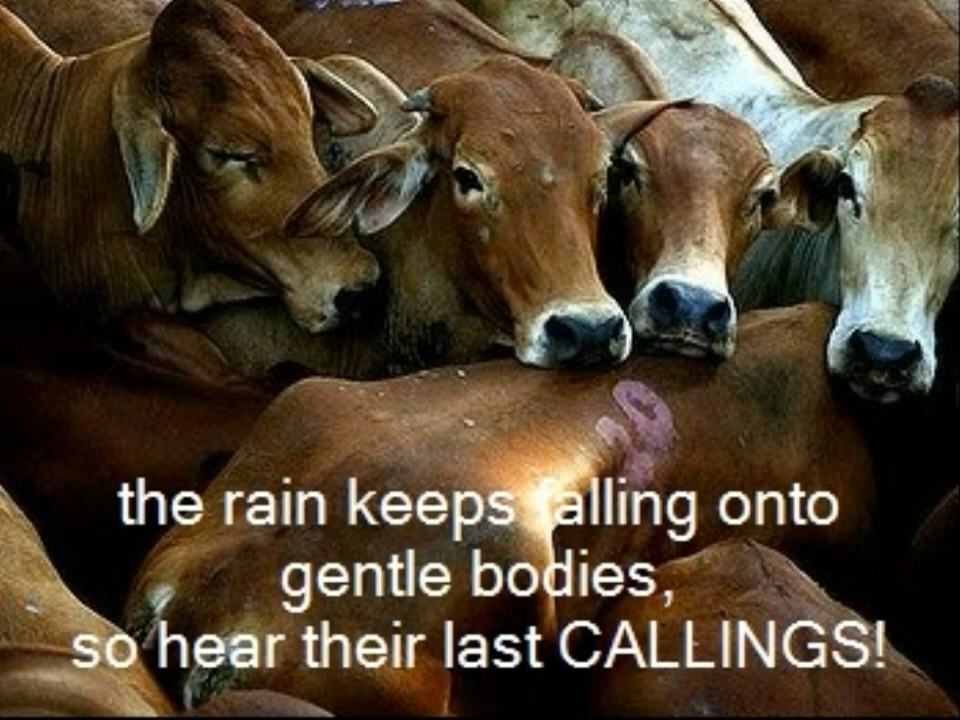 the rain keeps falling onto
gentle bodies,
so hear their last CALLINGS!